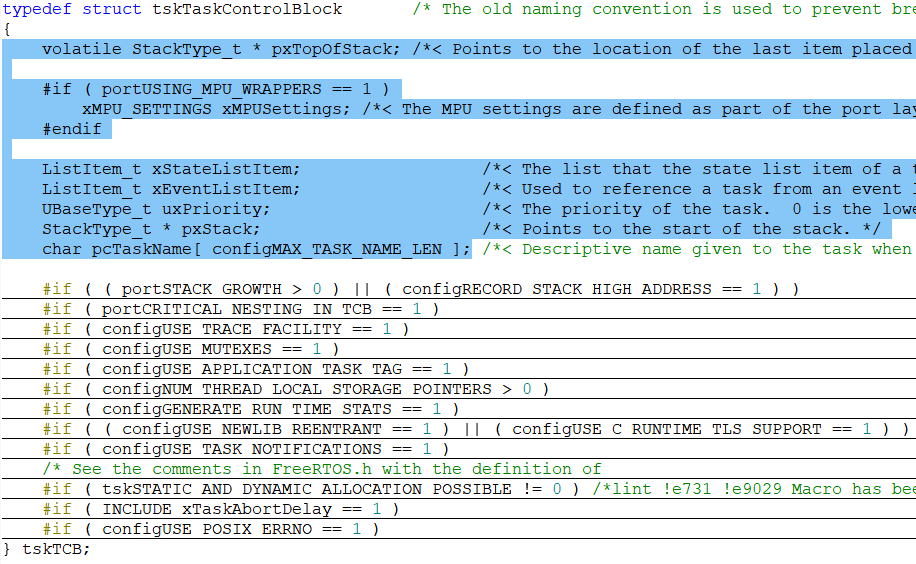 typedef struct tskTaskControlBlock       /* The old naming convention is used to prevent bre
{
    volatile StackType_t * pxTopOfStack; /*< Points to the location of the last item placed
    #if ( portUSING_MPU_WRAPPERS == 1 )
        xMPU_SETTINGS xMPUSettings; /*< The MPU settings are defined as part of the port lay
    #endif
    ListItem_t xStateListItem;                  /*< The list that the state list item of a t
    ListItem_t xEventListItem;                  /*< Used to reference a task from an event l
    UBaseType_t uxPriority;                     /*< The priority of the task.  0 is the lowe
    StackType_t * pxStack;                      /*< Points to the start of the stack. */
    char pcTaskName[ configMAX_TASK_NAME_LEN ]; /*< Descriptive name given to the task when
    #if ( ( portSTACK_GROWTH > 0 ) || ( configRECORD_STACK_HIGH_ADDRESS == 1 ) )
    #if ( portCRITICAL_NESTING_IN_TCB == 1 )
    #if ( configUSE_TRACE_FACILITY == 1 )
    #if ( configUSE_MUTEXES == 1 )
    #if ( configUSE_APPLICATION_TASK_TAG == 1 )
    #if ( configNUM_THREAD_LOCAL_STORAGE_POINTERS > 0 )
    #if ( configGENERATE_RUN_TIME_STATS == 1 )
    #if ( ( configUSE_NEWLIB_REENTRANT == 1 ) || ( configUSE_C_RUNTIME_TLS_SUPPORT == 1 ) )
    #if ( configUSE_TASK_NOTIFICATIONS == 1 )
    /* See the comments in FreeRTOS.h with the definition of
    #if ( tskSTATIC_AND_DYNAMIC_ALLOCATION_POSSIBLE != 0 ) /*lint !e731 !e9029 Macro has bee
    #if ( INCLUDE_xTaskAbortDelay == 1 )
    #if ( configUSE_POSIX_ERRNO == 1 )
} tskTCB;